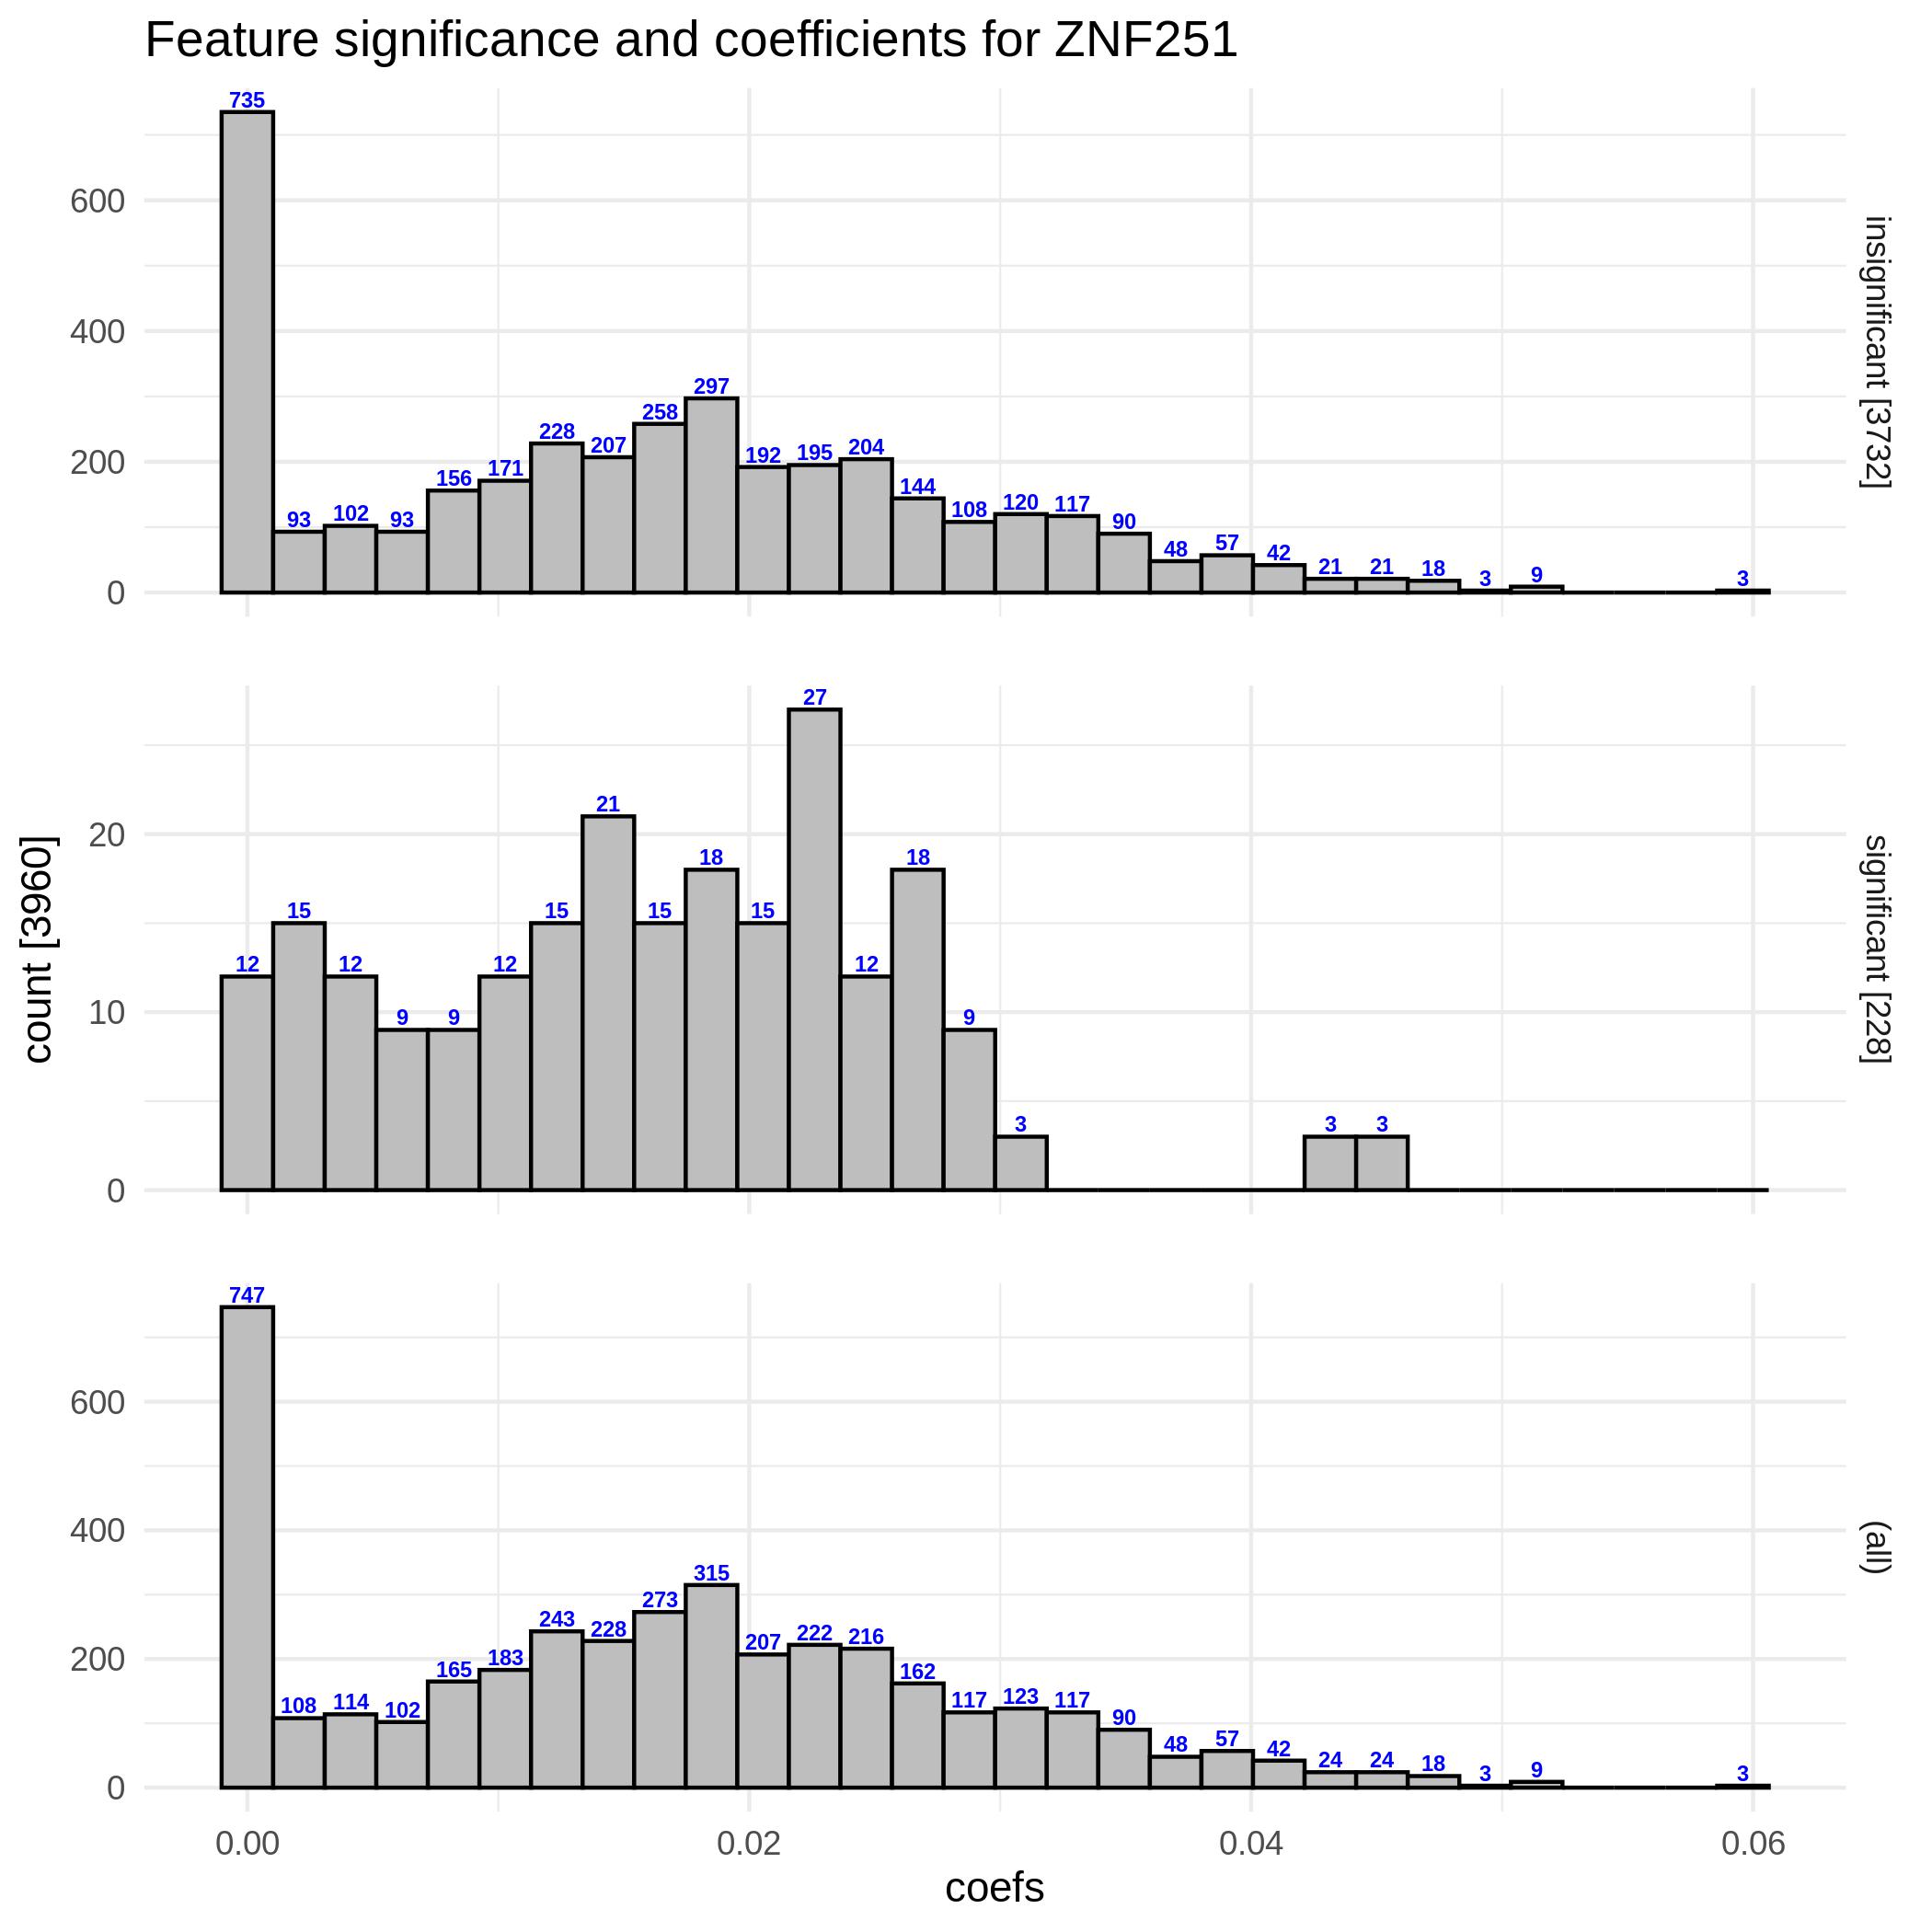 Feature significance and coefficients for ZNF251
735
93 102 93 156 171 228 207 258 297 192 195 204 144 108 120 117 90 48 57 42 21 21 18 3 9 3
600
400
200
0
insignificant [3732]
27
12 15 12 9 9 12 15 21 15 18 15 12 18 9 3 3 3
20
10
0
significant [228]
count [3960]
747
108 114 102 165 183 243 228 273 315 207 222 216 162 117 123 117 90 48 57 42 24 24 18 3 9 3
600
400
200
0
(all)
0.00 0.02 0.04 0.06
coefs